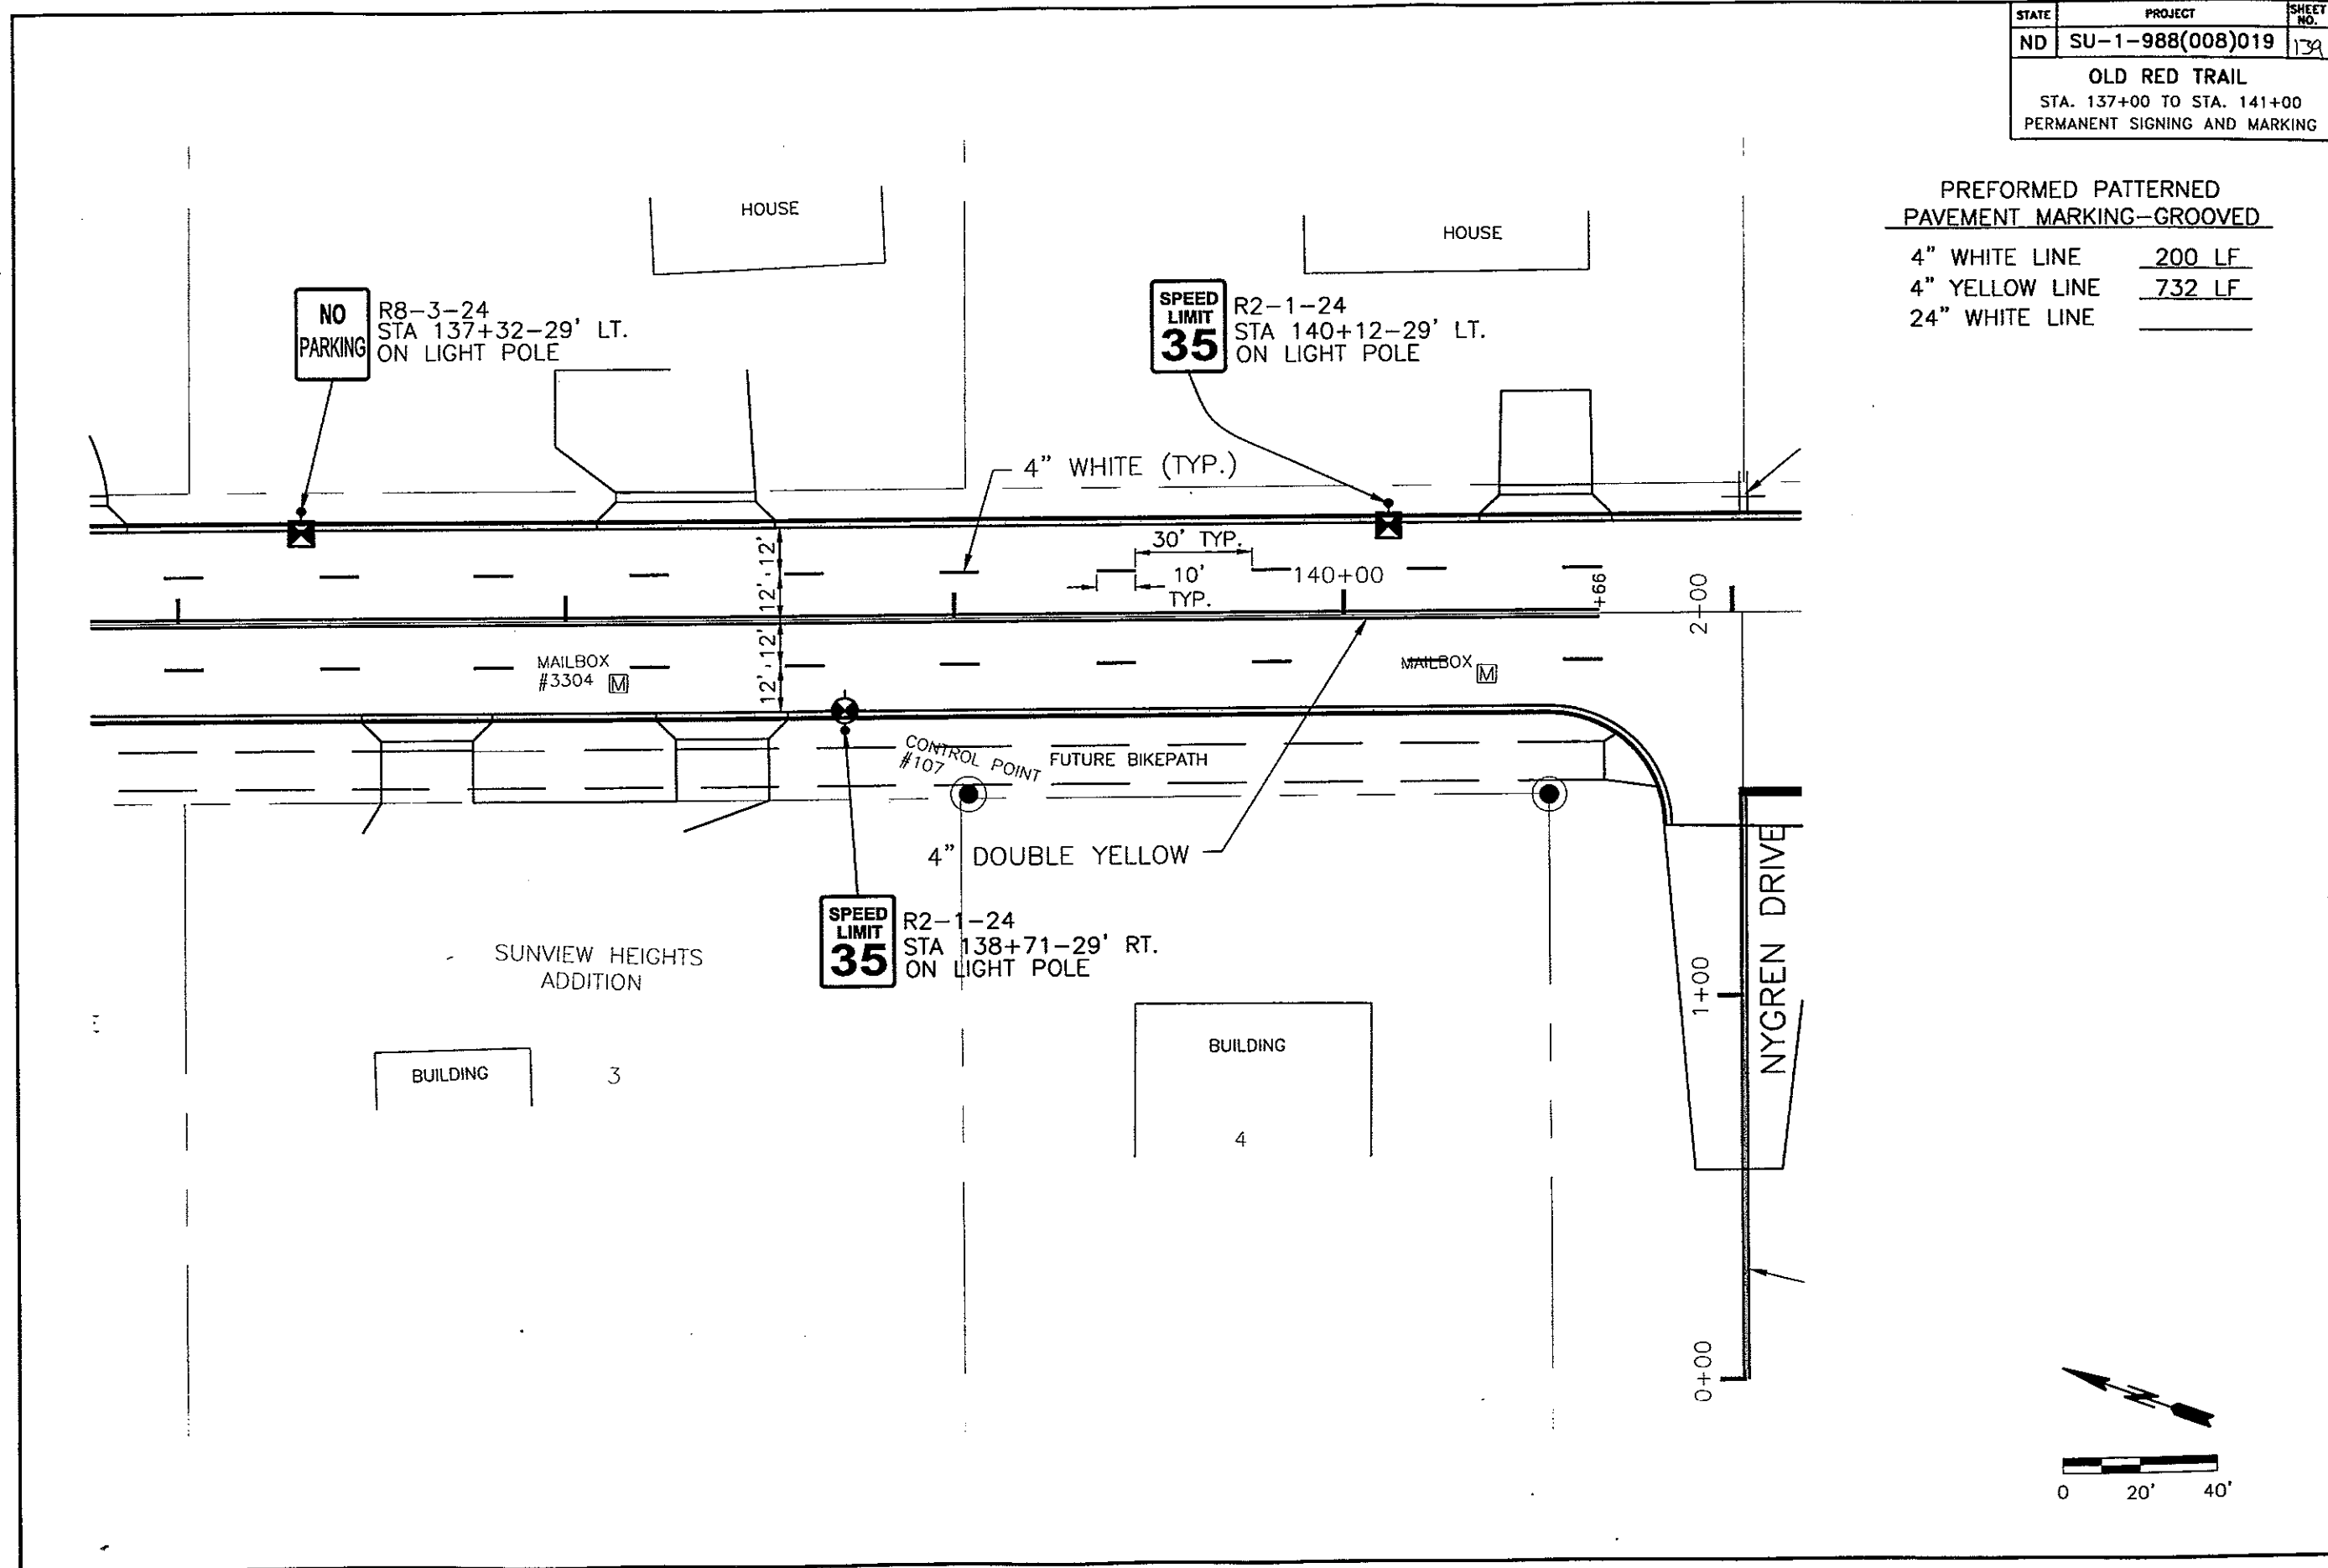 STATE PROJECT SHEET NO.
ND SU-1-988(008)019 139
OLD RED TRAIL
STA. 137+00 TO STA. 141+00
PERMANENT SIGNING AND MARKING
PREFORMED PATTERNED
PAVEMENT MARKING-GROOVED
4" WHITE LINE 200 LF
4" YELLOW LINE 732 LF
24" WHITE LINE
HOUSE
HOUSE
NO
PARKING
R8-3-24
STA 137+32-29' LT.
ON LIGHT POLE
SPEED
LIMIT
35
R2-1-24
STA 140+12-29' LT.
ON LIGHT POLE
4" WHITE (TYP.)
30' TYP.
10'
TYP.
140+00
+66
2+00
12'
12'
12'
12'
MAILBOX
#3304 M
MAILBOX M
CONTROL POINT
#107
FUTURE BIKEPATH
4" DOUBLE YELLOW
SPEED
LIMIT
35
R2-1-24
STA 138+71-29' RT.
ON LIGHT POLE
SUNVIEW HEIGHTS
ADDITION
BUILDING
3
BUILDING
4
NYGREN DRIVE
1+00
0+00
0 20' 40'